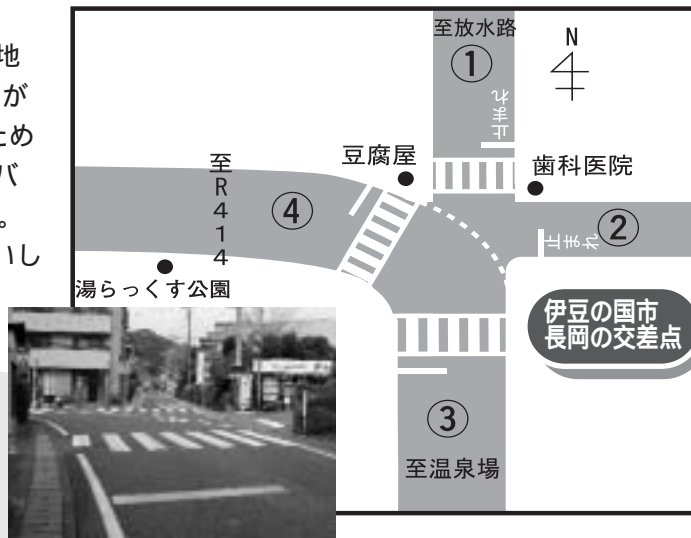 地
が
ため
バ
。
いし
至放水路
①
止まれ
N
豆腐屋
歯科医院
至R414
④
止まれ
②
湯らっくす公園
伊豆の国市
長岡の交差点
③
至温泉場